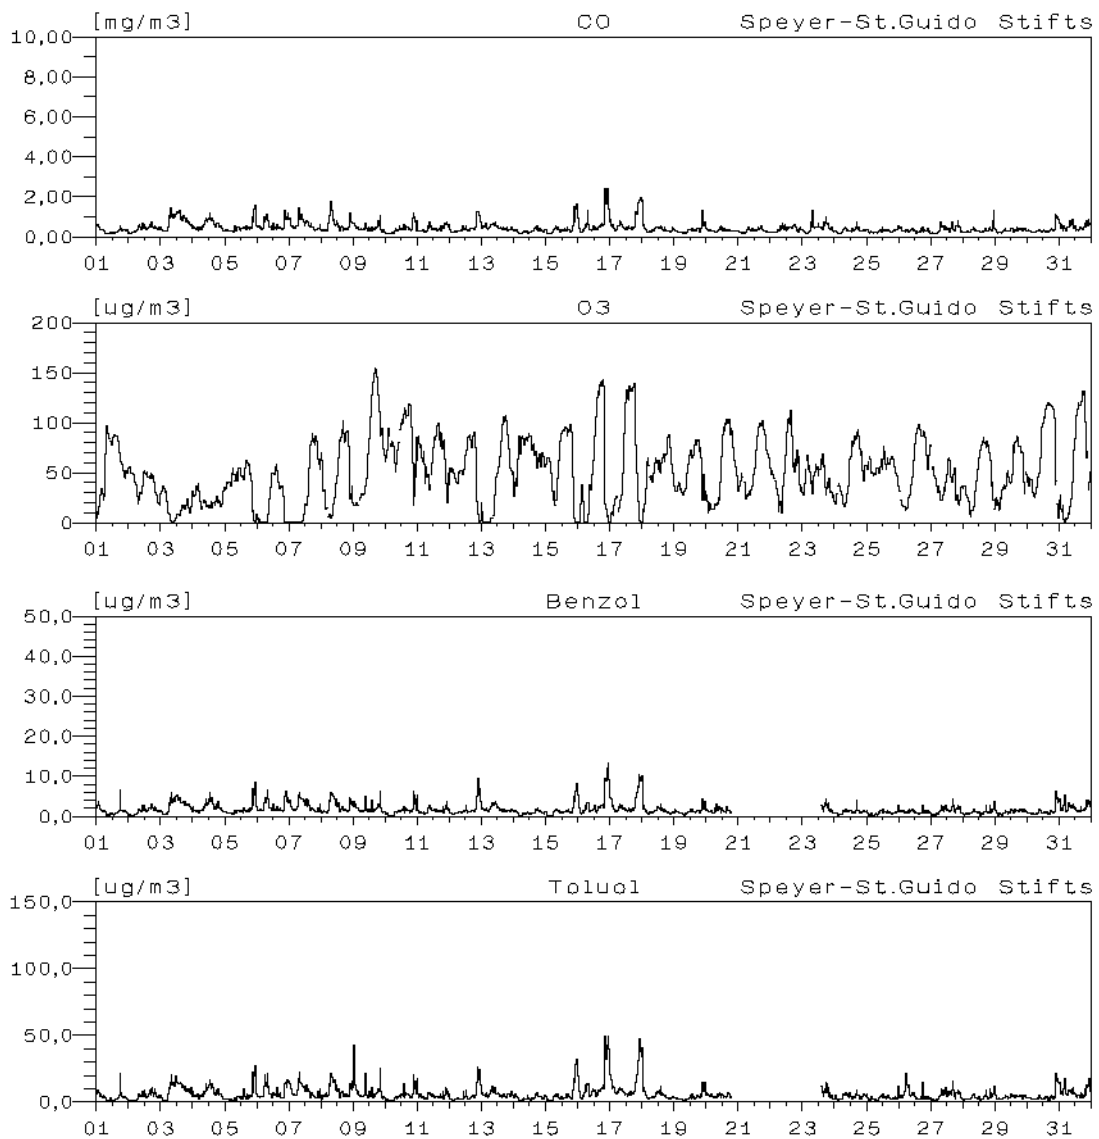 [mg/m3] CO Speyer-St.Guido Stifts
10,00
8,00
6,00
4,00
2,00
0,00
01 03 05 07 09 11 13 15 17 19 21 23 25 27 29 31
[ug/m3] O3 Speyer-St.Guido Stifts
200
150
100
50
0
01 03 05 07 09 11 13 15 17 19 21 23 25 27 29 31
[ug/m3] Benzol Speyer-St.Guido Stifts
50,0
40,0
30,0
20,0
10,0
0,0
01 03 05 07 09 11 13 15 17 19 21 23 25 27 29 31
[ug/m3] Toluol Speyer-St.Guido Stifts
150,0
100,0
50,0
0,0
01 03 05 07 09 11 13 15 17 19 21 23 25 27 29 31